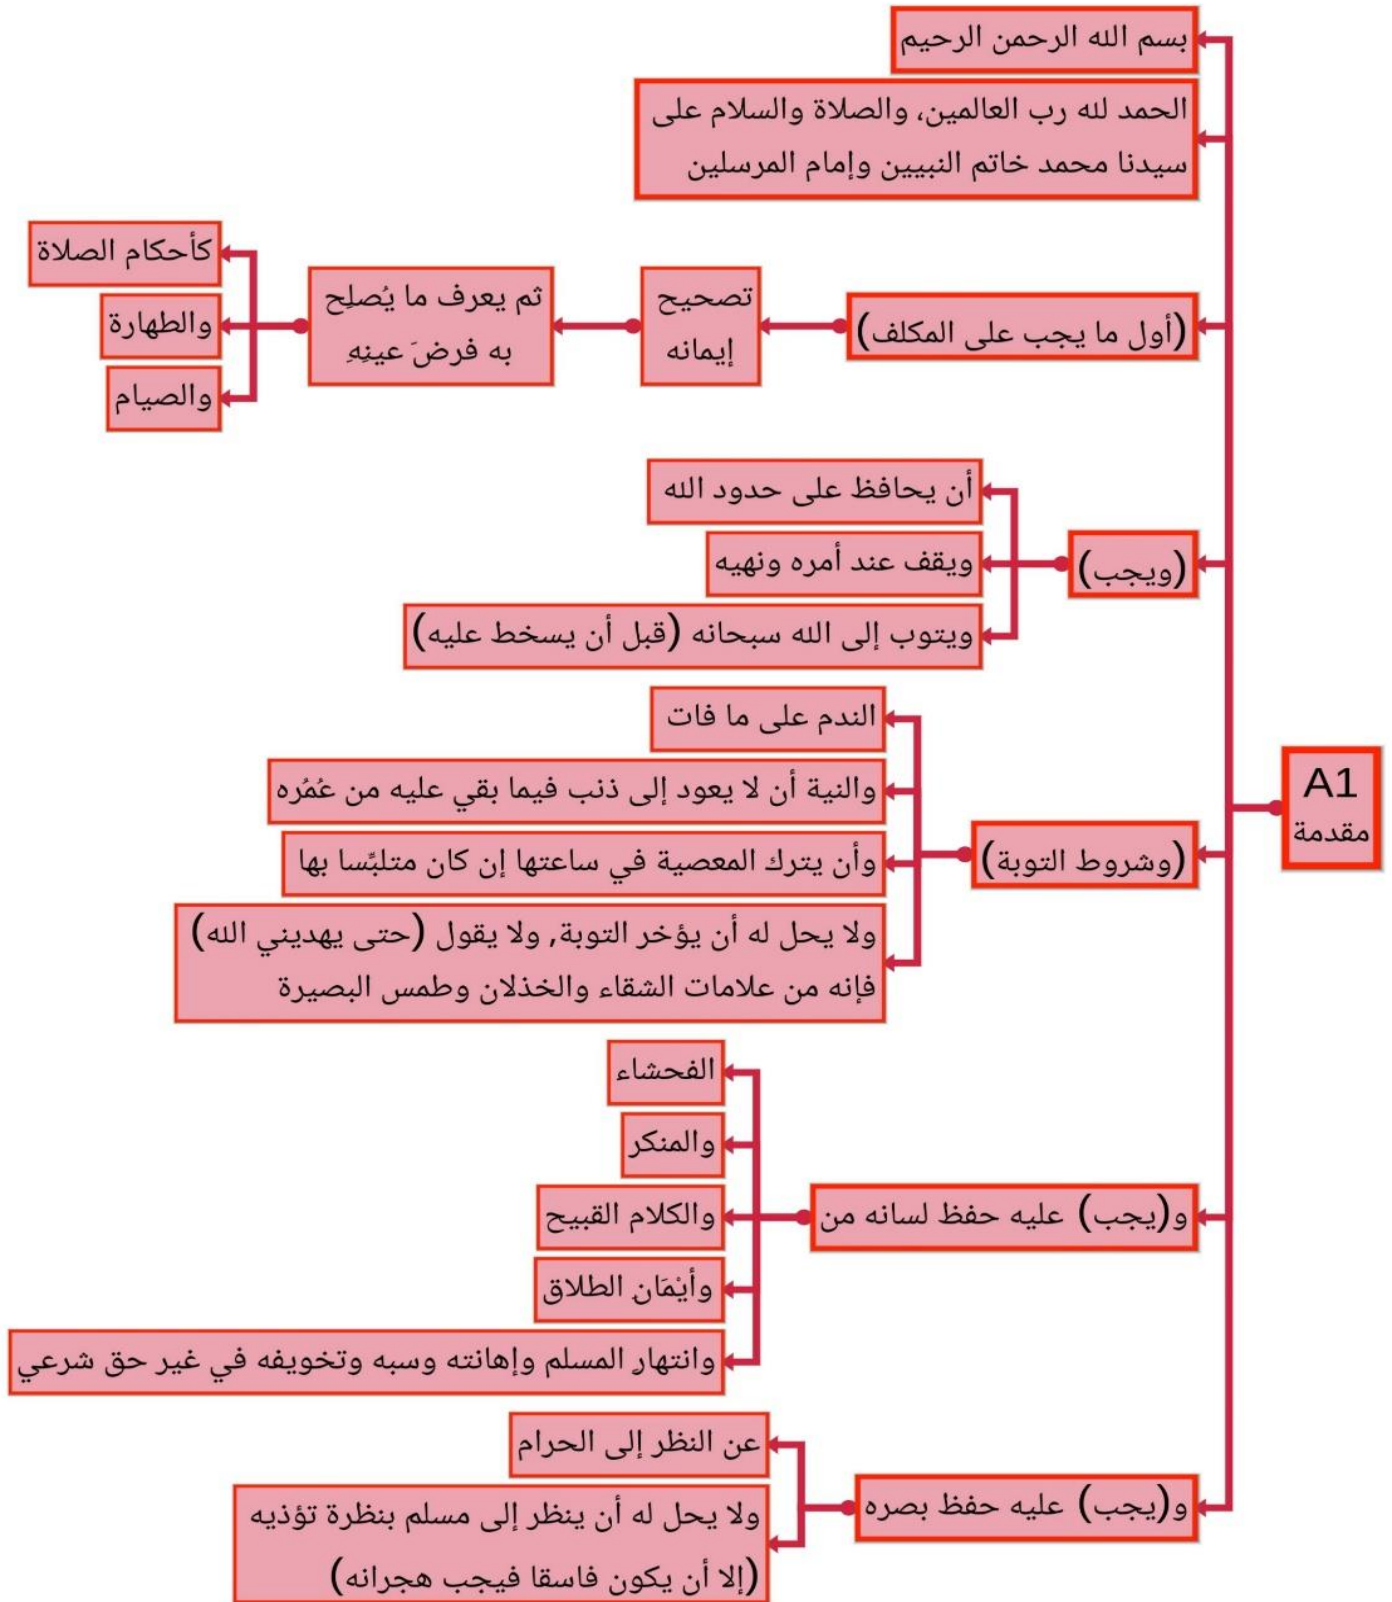 A1
مقدمة
بسم الله الرحمن الرحيم
الحمد لله رب العالمين، والصلاة والسلام على
سيدنا محمد خاتم النبيين وإمام المرسلين
(أول ما يجب على المكلف)
تصحيح
إيمانه
ثم يعرف ما يُصلِح
به فرضَ عينِهِ
كأحكام الصلاة
والطهارة
والصيام
(ويجب)
أن يحافظ على حدود الله
ويقف عند أمره ونهيه
ويتوب إلى الله سبحانه (قبل أن يسخط عليه)
(وشروط التوبة)
الندم على ما فات
والنية أن لا يعود إلى ذنب فيما بقي عليه من عُمُره
وأن يترك المعصية في ساعتها إن كان متلبِّسا بها
ولا يحل له أن يؤخر التوبة, ولا يقول (حتى يهديني الله)
فإنه من علامات الشقاء والخذلان وطمس البصيرة
و(يجب) عليه حفظ لسانه من
الفحشاء
والمنكر
والكلام القبيح
وأيْمَانِ الطلاق
وانتهارِ المسلم وإهانته وسبه وتخويفه في غير حق شرعي
و(يجب) عليه حفظ بصره
عن النظر إلى الحرام
ولا يحل له أن ينظر إلى مسلم بنظرة تؤذيه
(إلا أن يكون فاسقا فيجب هجرانه)